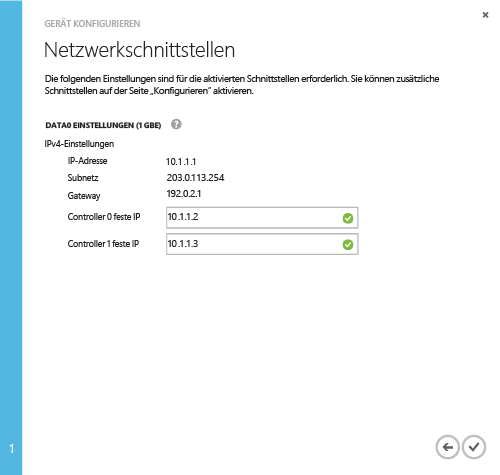 GERÄT KONFIGURIEREN
Netzwerkschnittstellen
Die folgenden Einstellungen sind für die aktivierten Schnittstellen erforderlich. Sie können zusätzliche
Schnittstellen auf der Seite „Konfigurieren“ aktivieren.
DATA0 EINSTELLUNGEN (1 GBE) ?
IPv4-Einstellungen
IP-Adresse 10.1.1.1
Subnetz 203.0.113.254
Gateway 192.0.2.1
Controller 0 feste IP 10.1.1.2
Controller 1 feste IP 10.1.1.3
1